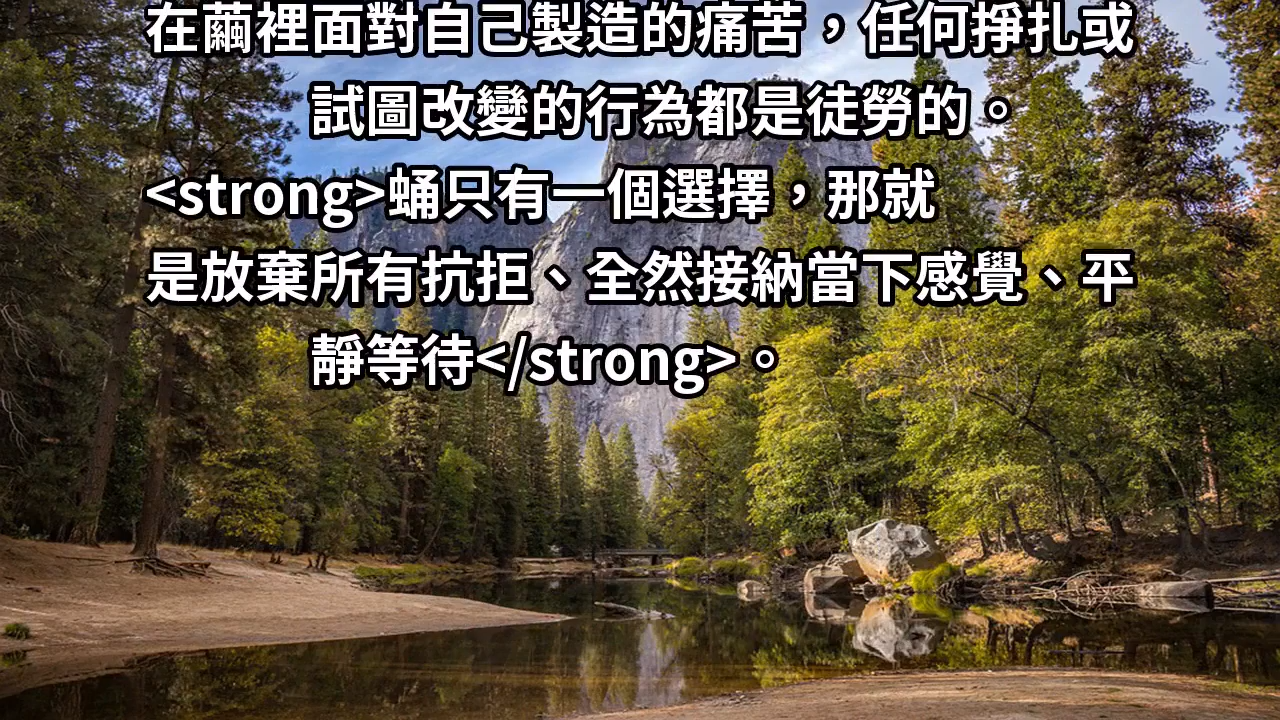 在繭裡面對自己製造的痛苦，任何掙扎或
試圖改變的行為都是徒勞的。
<strong>蛹只有一個選擇，那就
是放棄所有抗拒、全然接納當下感覺、平
靜等待</strong>。